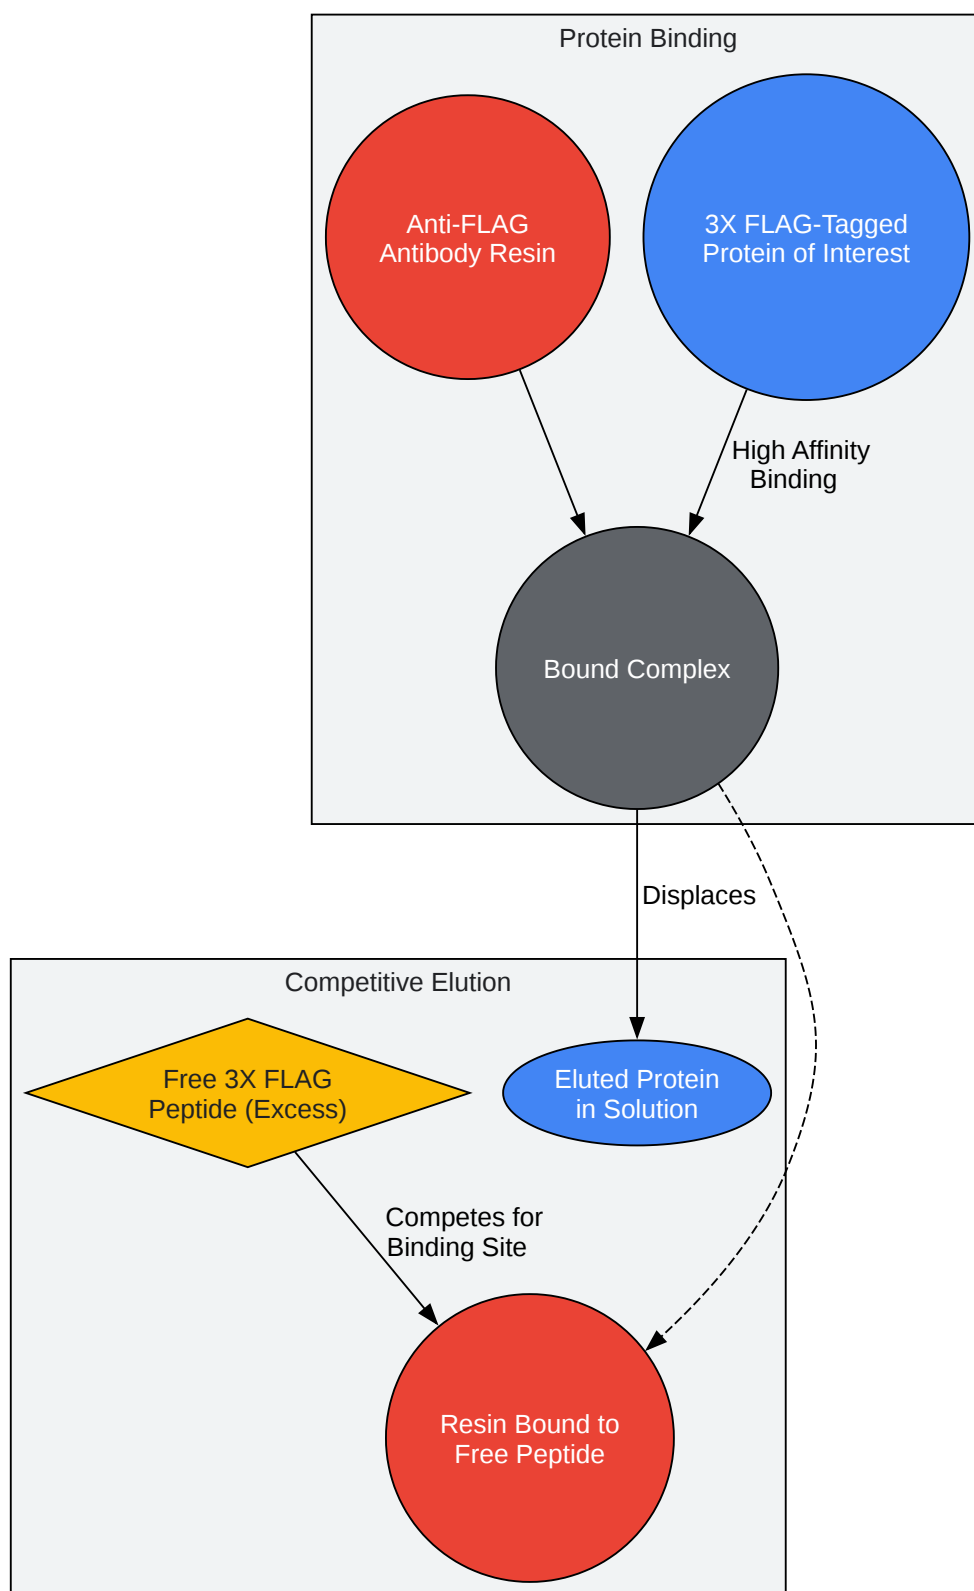 Protein Binding
Anti-FLAG
Antibody Resin
3X FLAG-Tagged
Protein of Interest
High Affinity
Binding
Bound Complex
Displaces
Competitive Elution
Free 3X FLAG
Peptide (Excess)
Eluted Protein
in Solution
Competes for
Binding Site
Resin Bound to
Free Peptide